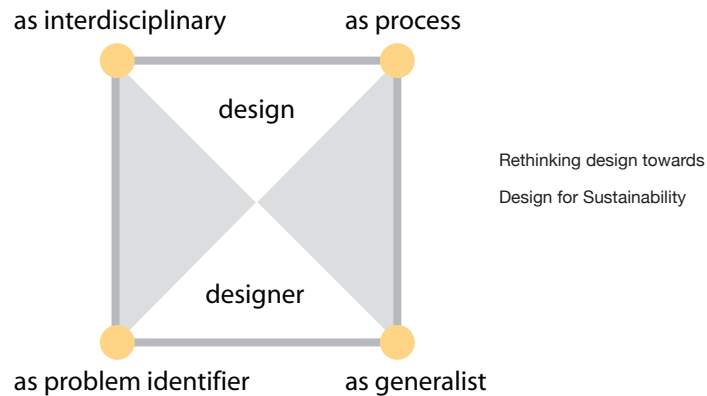 as interdisciplinary
as process
design
Rethinking design towards
Design for Sustainability
designer
as problem identifier
as generalist